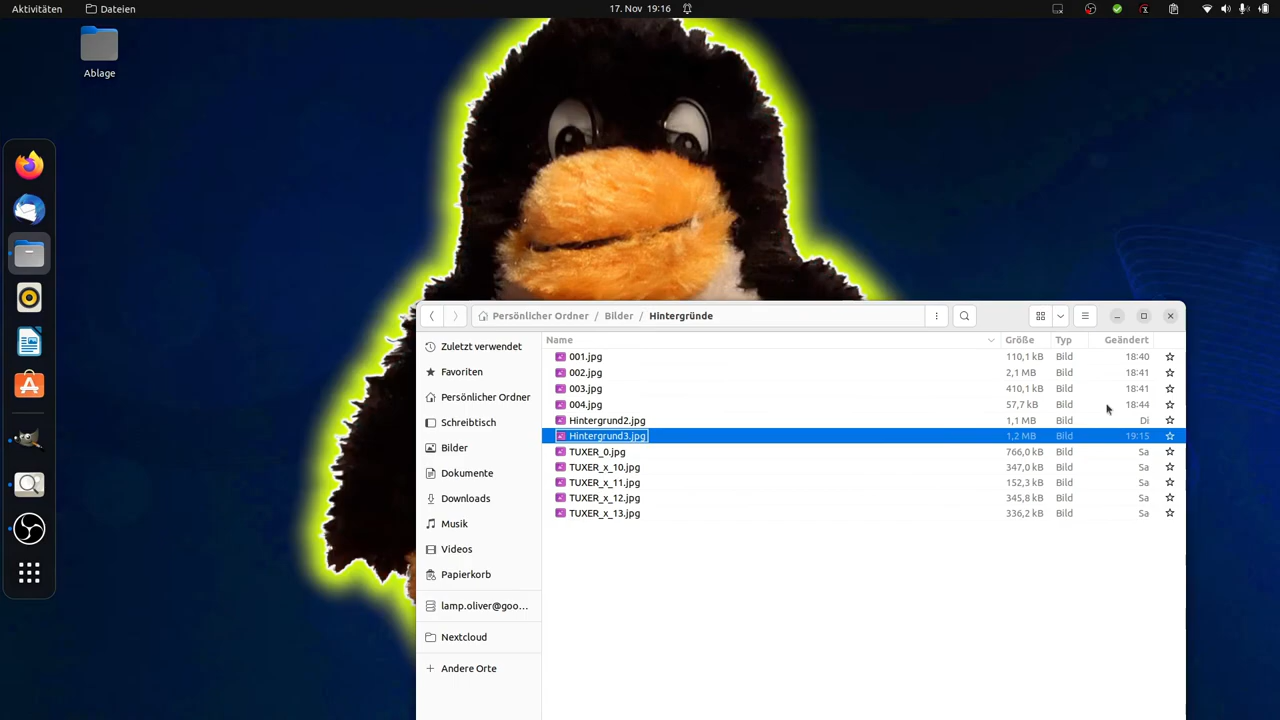 Aktivitäten Dateien 17. Nov 19:16
Ablage
Persönlicher Ordner / Bilder / Hintergründe
Zuletzt verwendet
Favoriten
Persönlicher Ordner
Schreibtisch
Bilder
Dokumente
Downloads
Musik
Videos
Papierkorb
lamp.oliver@goo...
Nextcloud
Andere Orte
Name Größe Typ Geändert
001.jpg 110,1 kB Bild 18:40
002.jpg 2,1 MB Bild 18:41
003.jpg 410,1 kB Bild 18:41
004.jpg 57,7 kB Bild 18:44
Hintergrund2.jpg 1,1 MB Bild Di
Hintergrund3.jpg 1,2 MB Bild 19:15
TUXER_0.jpg 766,0 kB Bild Sa
TUXER_x_10.jpg 347,0 kB Bild Sa
TUXER_x_11.jpg 152,3 kB Bild Sa
TUXER_x_12.jpg 345,8 kB Bild Sa
TUXER_x_13.jpg 336,2 kB Bild Sa